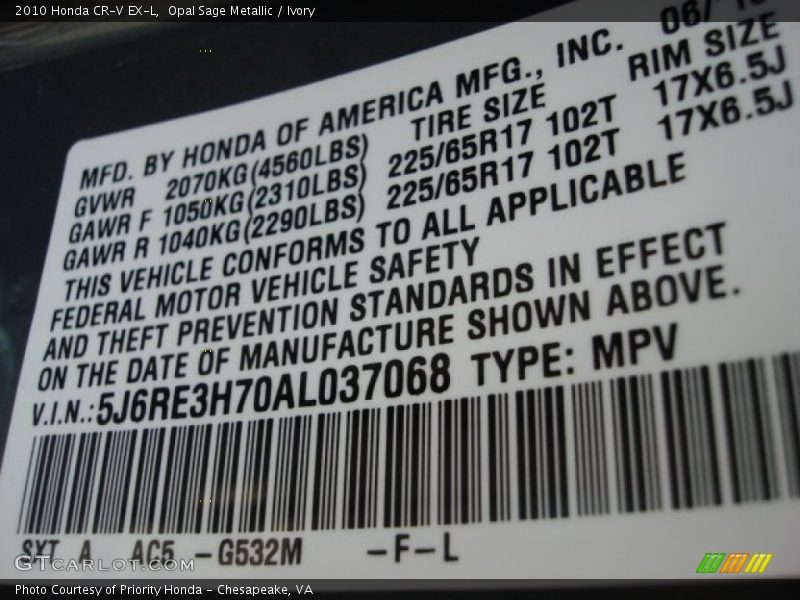 2010 Honda CR-V EX-L,  Opal Sage Metallic / Ivory
MFD. BY HONDA OF AMERICA MFG., INC.
GVWR 2070KG(4560LBS) TIRE SIZE RIM SIZE
GAWR F 1050KG(2310LBS) 225/65R17 102T 17X6.5J
GAWR R 1040KG(2290LBS) 225/65R17 102T 17X6.5J
THIS VEHICLE CONFORMS TO ALL APPLICABLE
FEDERAL MOTOR VEHICLE SAFETY
AND THEFT PREVENTION STANDARDS IN EFFECT
ON THE DATE OF MANUFACTURE SHOWN ABOVE.
V.I.N.: 5J6RE3H70AL037068 TYPE: MPV
SYT A AC5 -G532M -F-L
GTCARLOT.COM
Photo Courtesy of Priority Honda - Chesapeake, VA